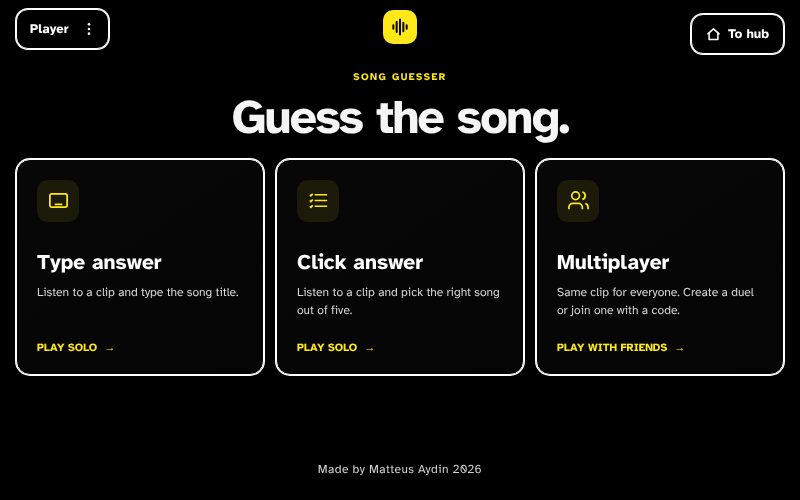 Player
To hub
SONG GUESSER
Guess the song.
Type answer
Listen to a clip and type the song title.
PLAY SOLO →
Click answer
Listen to a clip and pick the right song
out of five.
PLAY SOLO →
Multiplayer
Same clip for everyone. Create a duel
or join one with a code.
PLAY WITH FRIENDS →
Made by Matteus Aydin 2026